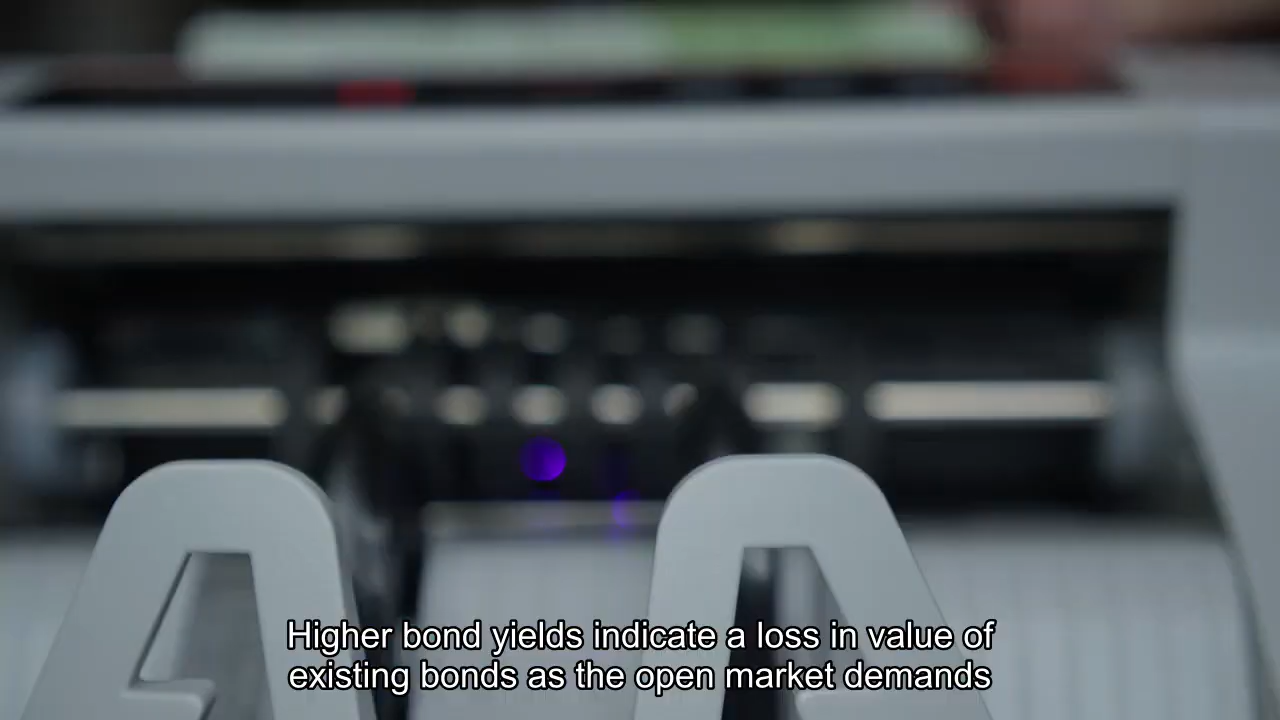 Higher bond yields indicate a loss in value of
existing bonds as the open market demands